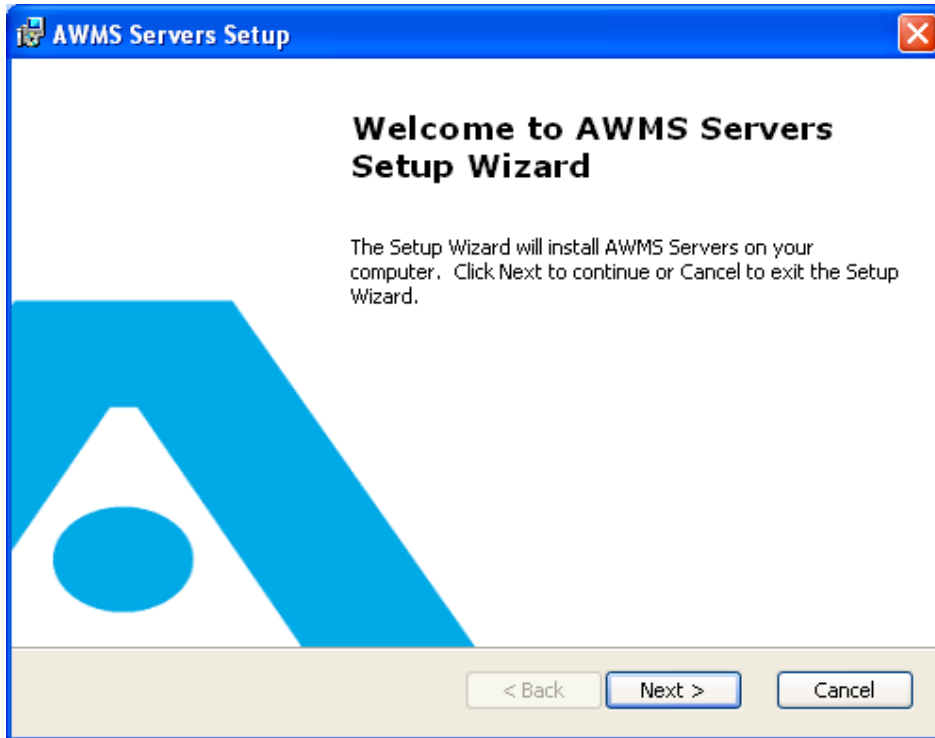 AWMS Servers Setup
Welcome to AWMS Servers
Setup Wizard
The Setup Wizard will install AWMS Servers on your
computer.  Click Next to continue or Cancel to exit the Setup
Wizard.
< Back
Next >
Cancel